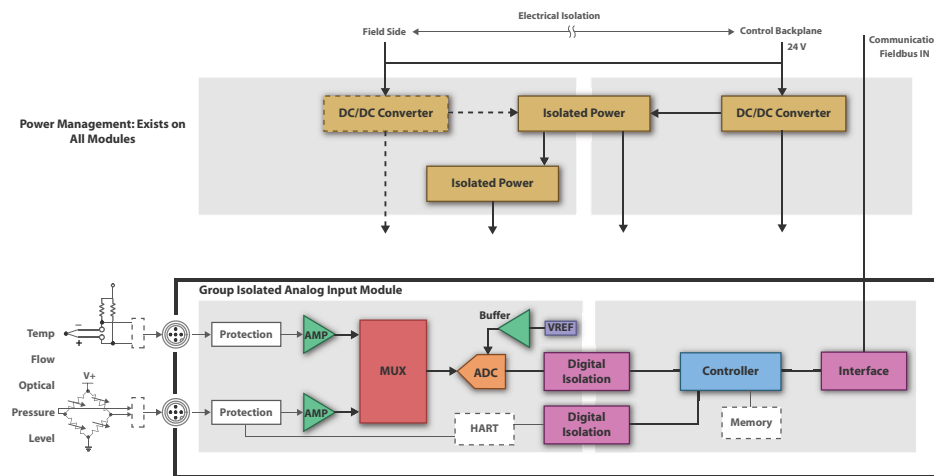 Electrical Isolation
Field Side
Control Backplane
24 V
Communicatio
Fieldbus IN
Power Management: Exists on
All Modules
DC/DC Converter
Isolated Power
DC/DC Converter
Isolated Power
Group Isolated Analog Input Module
Temp
Flow
Optical
Pressure
Level
−
+
V+
Protection
AMP
Protection
AMP
MUX
Buffer
VREF
ADC
Digital
Isolation
Controller
Interface
HART
Digital
Isolation
Memory